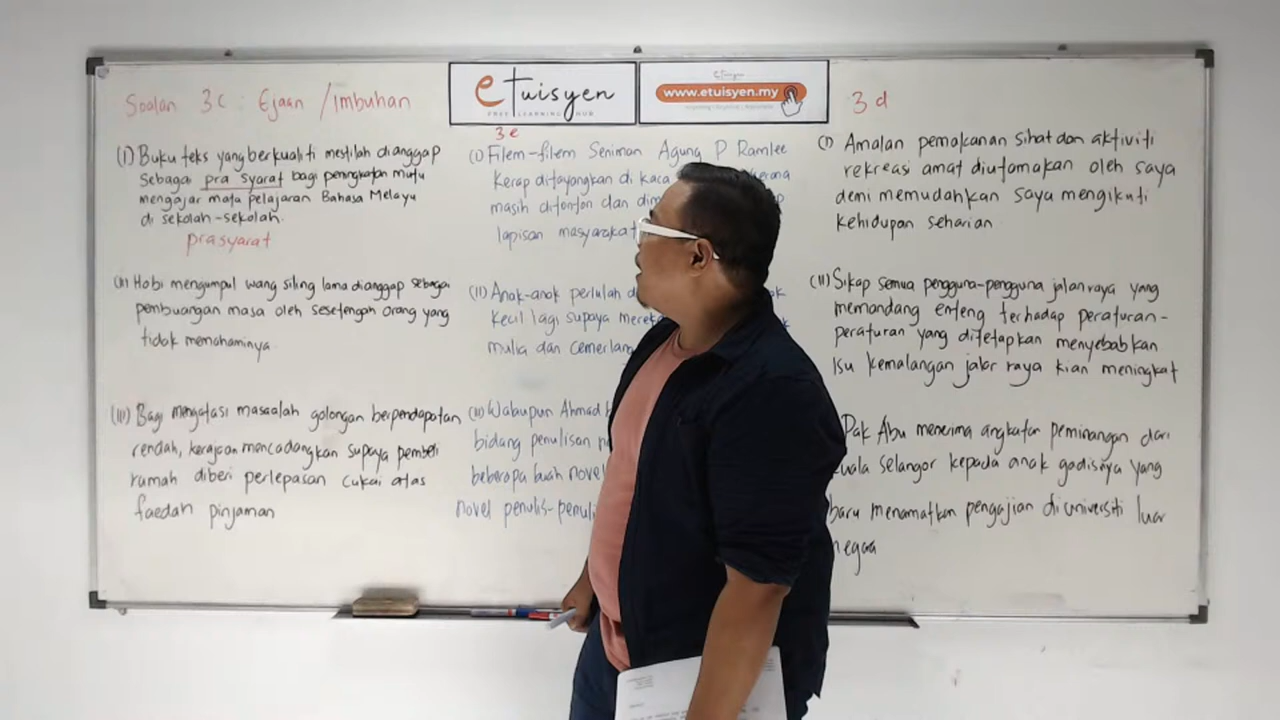 Soalan 3c : Ejaan / Imbuhan
(I) Buku teks yang berkualiti mestilah dianggap
sebagai pra syarat bagi peningkatan mutu
mengajar mata pelajaran Bahasa Melayu
di sekolah-sekolah.
prasyarat
(II) Hobi mengumpul wang siling lama dianggap sebagai
pembuangan masa oleh sesetengah orang yang
tidak memahaminya.
(III) Bagi mengatasi masaalah golongan berpendapatan
rendah, kerajaan mencadangkan supaya pembeli
rumah diberi perlepasan cukai atas
faedah pinjaman
eTuisyen
FREE LEARNING HUB
etuisyen
www.etuisyen.my
3e
(I) Filem-filem Seniman Agung P Ramlee
kerap ditayangkan di kaca
masih ditonton dan
lapisan masyarakat
(II) Anak-anak perlulah
kecil lagi supaya
mulia dan cemerlang
(III) Walaupun Ahmad
bidang penulisan
beberapa buah novel
novel
3d
(I) Amalan pemakanan sihat dan aktiviti
rekreasi amat diutamakan oleh saya
demi memudahkan saya mengikuti
kehidupan seharian
(II) Sikap semua pengguna-pengguna jalanraya yang
memandang enteng terhadap peraturan-
peraturan yang ditetapkan menyebabkan
isu kemalangan jalar raya kian meningkat
Pak Abu menerima angkatan peminangan dari
Selangor kepada anak gadisnya yang
baru menamatkan pengajian di universiti luar
negara